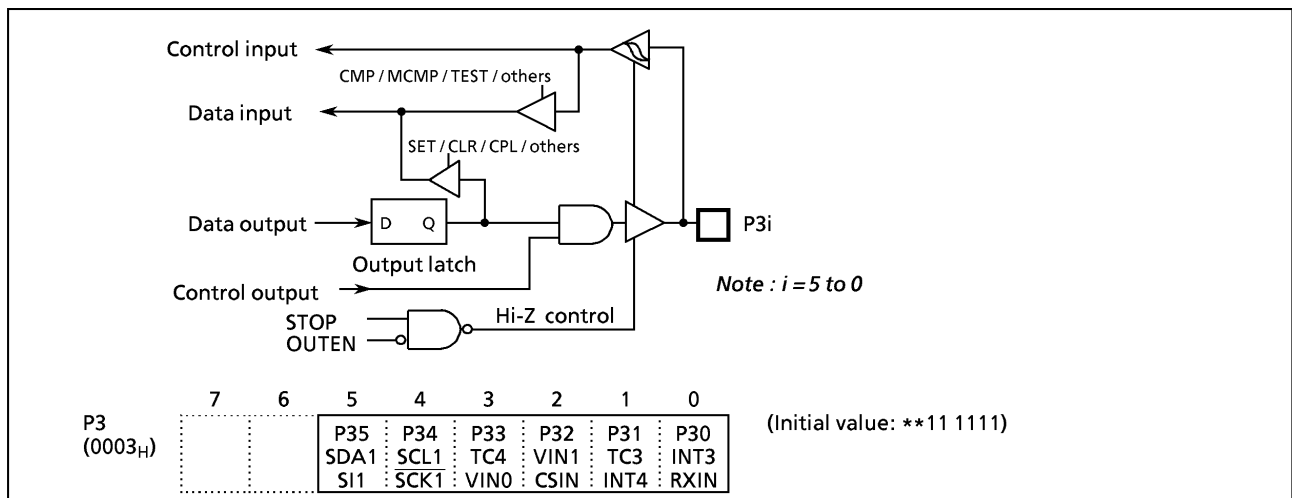 Control input
CMP / MCMP / TEST / others
Data input
SET / CLR / CPL / others
Data output
D Q
P3i
Output latch
Note : i = 5 to 0
Control output
STOP
Hi-Z control
OUTEN
7 6 5 4 3 2 1 0
P3
(0003H)
P35 P34 P33 P32 P31 P30
SDA1 SCL1 TC4 VIN1 TC3 INT3
SI1 SCK1 VIN0 CSIN INT4 RXIN
(Initial value: **11 1111)